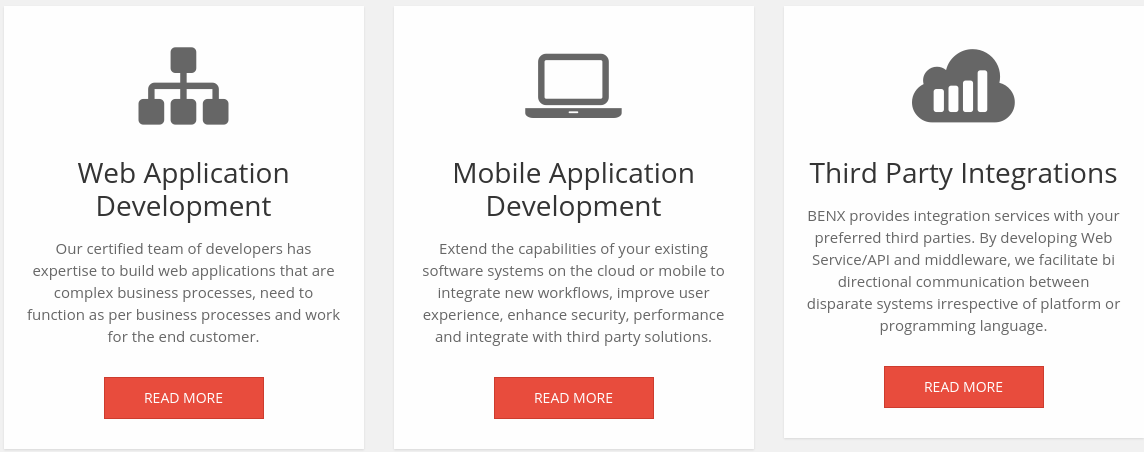 Web Application
Development
Our certified team of developers has
expertise to build web applications that are
complex business processes, need to
function as per business processes and work
for the end customer.
READ MORE
Mobile Application
Development
Extend the capabilities of your existing
software systems on the cloud or mobile to
integrate new workflows, improve user
experience, enhance security, performance
and integrate with third party solutions.
READ MORE
Third Party Integrations
BENX provides integration services with your
preferred third parties. By developing Web
Service/API and middleware, we facilitate bi
directional communication between
disparate systems irrespective of platform or
programming language.
READ MORE